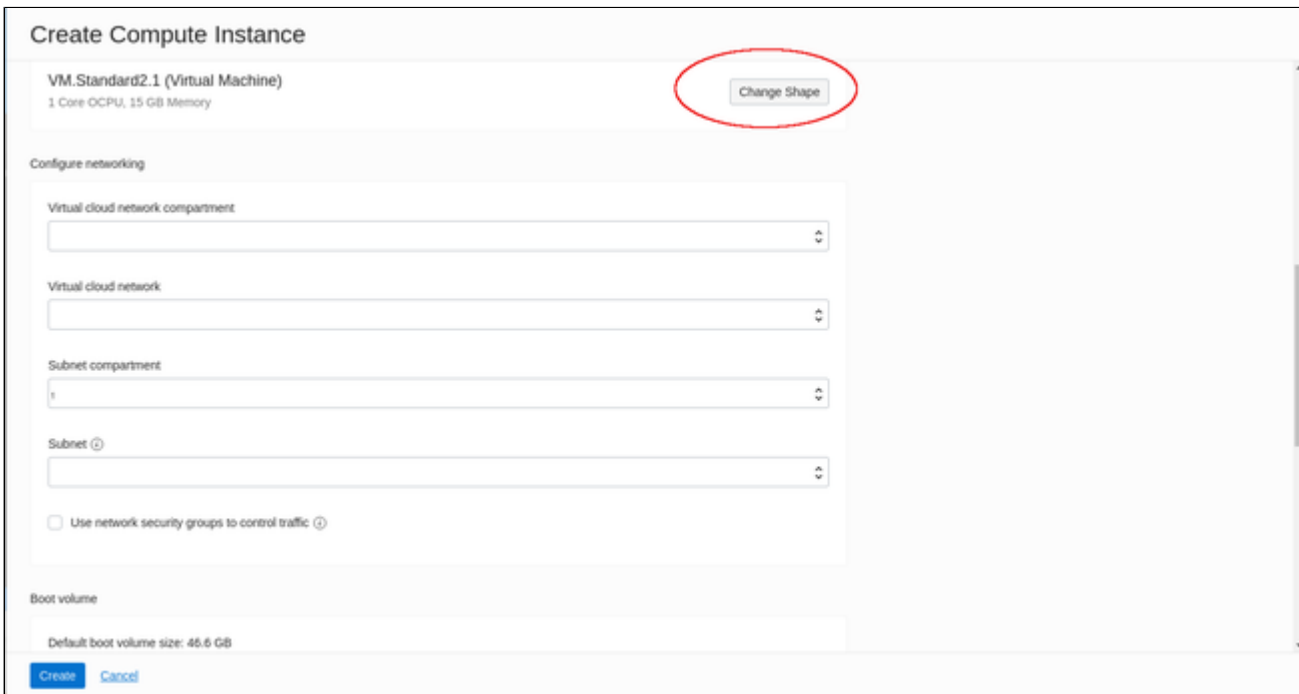 Create Compute Instance
VM.Standard2.1 (Virtual Machine)
1 Core OCPU, 15 GB Memory
Change Shape
Configure networking
Virtual cloud network compartment
Virtual cloud network
Subnet compartment
Subnet
Use network security groups to control traffic
Boot volume
Default boot volume size: 46.6 GB
Create
Cancel